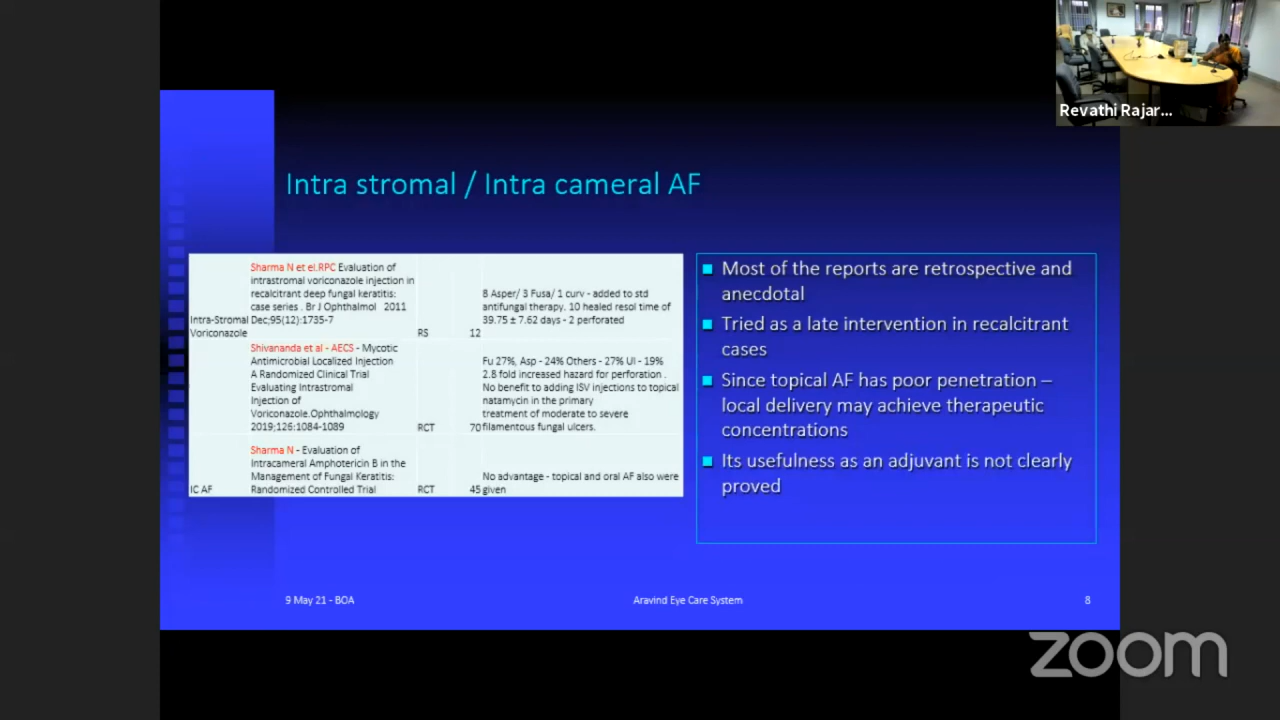 Revathi Rajar...
Intra stromal / Intra cameral AF
Sharma N et el.RPC Evaluation of
intrastromal voriconazole injection in
recalcitrant deep fungal keratitis:
case series . Br J Ophthalmol 2011
Dec;95(12):1735-7
Intra-Stromal
Voriconazole
RS
12
8 Asper/ 3 Fusa/ 1 curv - added to std
antifungal therapy. 10 healed resol time of
39.75 ± 7.62 days - 2 perforated
Shivananda et al - AECS - Mycotic
Antimicrobial Localized Injection
A Randomized Clinical Trial
Evaluating Intrastromal
Injection of
Voriconazole.Ophthalmology
2019;126:1084-1089
RCT
70
Fu 27%, Asp - 24% Others - 27% UI - 19%
2.8 fold increased hazard for perforation .
No benefit to adding ISV injections to topical
natamycin in the primary
treatment of moderate to severe
filamentous fungal ulcers.
IC AF
Sharma N - Evaluation of
Intracameral Amphotericin B in the
Management of Fungal Keratitis:
Randomized Controlled Trial
RCT
45
No advantage - topical and oral AF also were
given
Most of the reports are retrospective and
anecdotal
Tried as a late intervention in recalcitrant
cases
Since topical AF has poor penetration –
local delivery may achieve therapeutic
concentrations
Its usefulness as an adjuvant is not clearly
proved
9 May 21 - BOA
Aravind Eye Care System
8
zoom